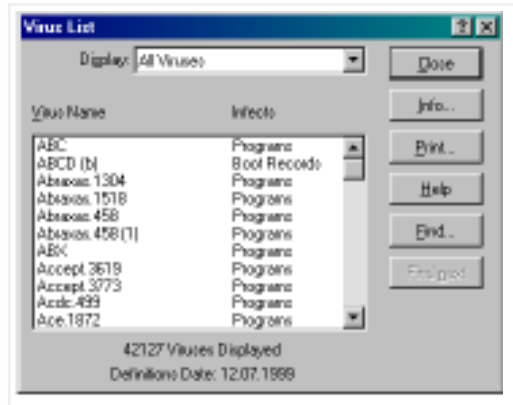 Virus List
Display: All Viruses
Close
Virus Name Infects
Info...
ABC Programs
ABCD (b) Boot Records
Abraxas.1304 Programs
Abraxas.1518 Programs
Abraxas.458 Programs
Abraxas.458 (1) Programs
ABX Programs
Accept.3619 Programs
Accept.3773 Programs
Acdc.499 Programs
Ace.1872 Programs
Print...
Help
Find...
42127 Viruses Displayed
Definitions Date: 12.07.1999